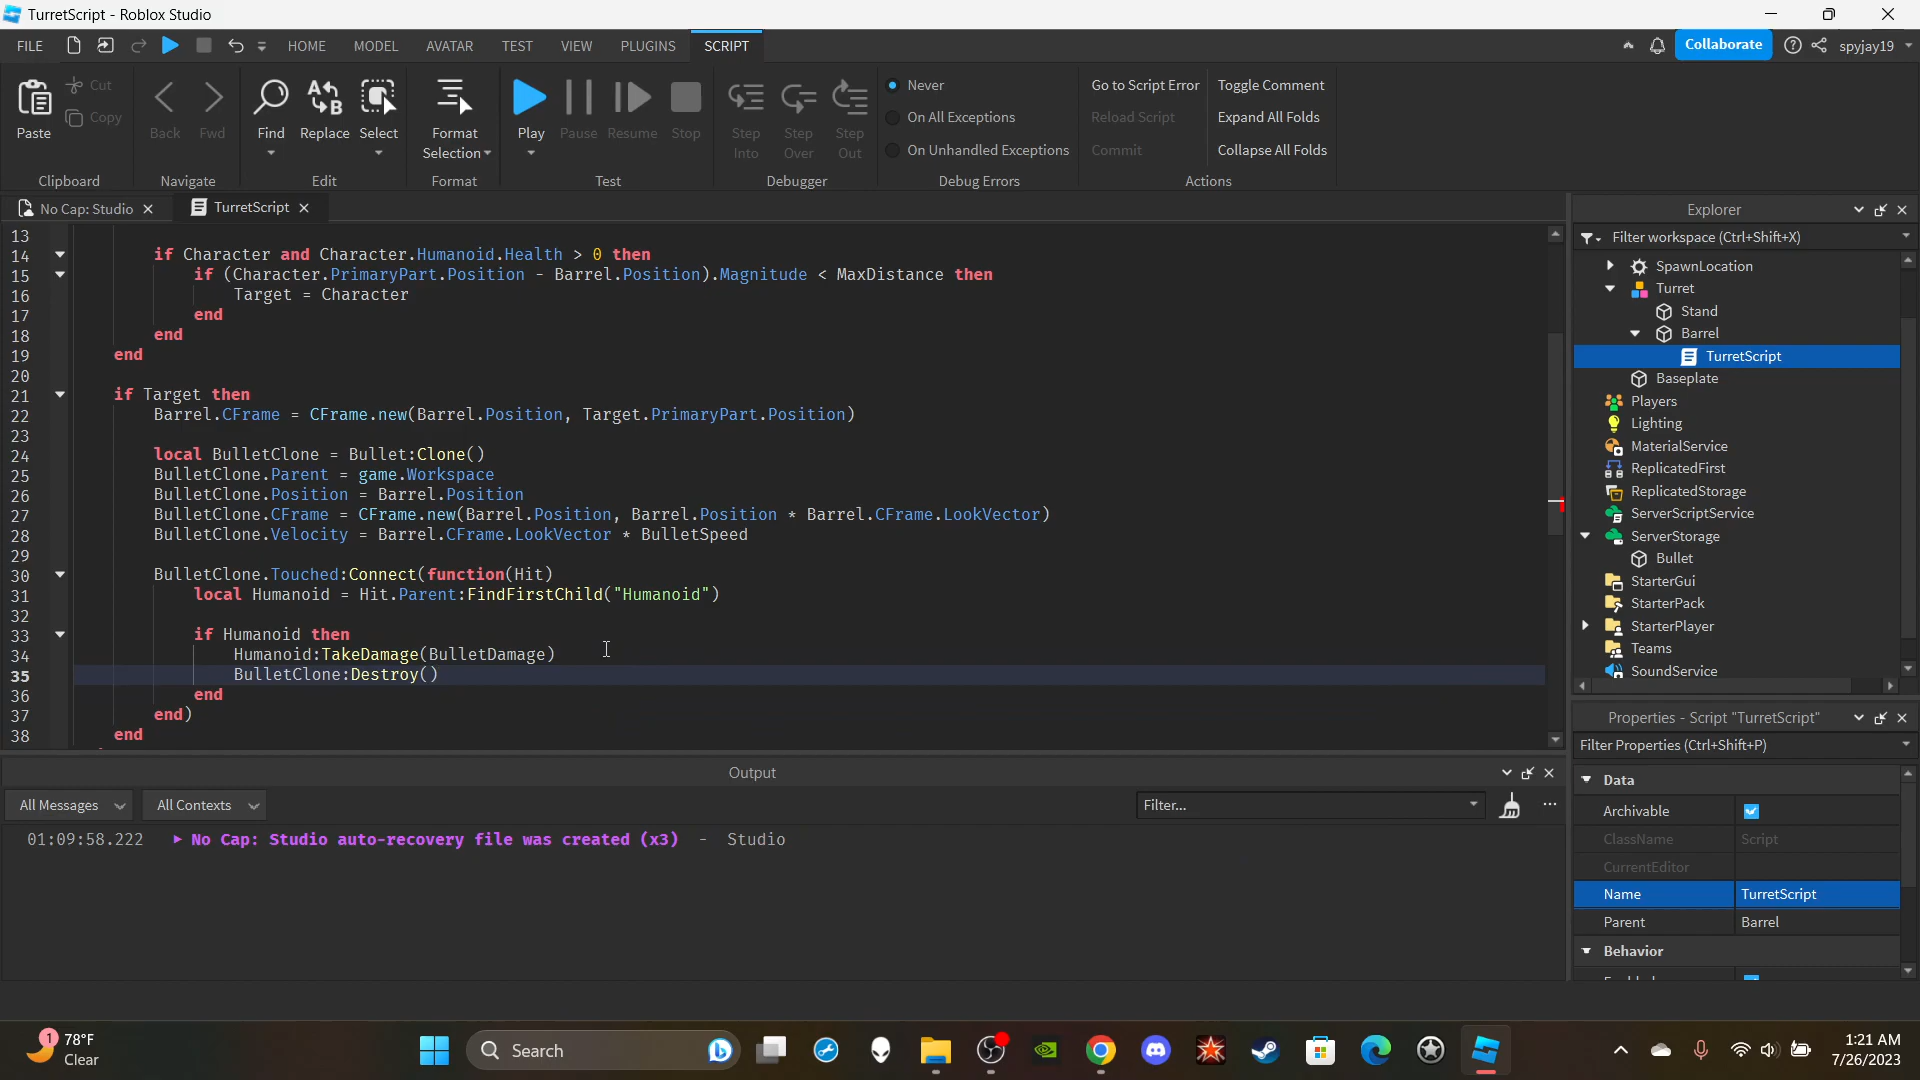 TurretScript - Roblox Studio
FILE HOME MODEL AVATAR TEST VIEW PLUGINS SCRIPT Collaborate spyjay19
Paste Cut Copy Back Fwd Find Replace Select Format Selection Play Pause Resume Stop Step Into Step Over Step Out
Never
On All Exceptions
On Unhandled Exceptions
Go to Script Error
Reload Script
Commit
Toggle Comment
Expand All Folds
Collapse All Folds
Clipboard Navigate Edit Format Test Debugger Debug Errors Actions
No Cap: Studio TurretScript
13
14 if Character and Character.Humanoid.Health > 0 then
15 if (Character.PrimaryPart.Position - Barrel.Position).Magnitude < MaxDistance then
16 Target = Character
17 end
18 end
19 end
20
21 if Target then
22 Barrel.CFrame = CFrame.new(Barrel.Position, Target.PrimaryPart.Position)
23
24 local BulletClone = Bullet:Clone()
25 BulletClone.Parent = game.Workspace
26 BulletClone.Position = Barrel.Position
27 BulletClone.CFrame = CFrame.new(Barrel.Position, Barrel.Position * Barrel.CFrame.LookVector)
28 BulletClone.Velocity = Barrel.CFrame.LookVector * BulletSpeed
29
30 BulletClone.Touched:Connect(function(Hit)
31 local Humanoid = Hit.Parent:FindFirstChild("Humanoid")
32
33 if Humanoid then
34 Humanoid:TakeDamage(BulletDamage)
35 BulletClone:Destroy()
36 end
37 end)
38 end
Explorer
Filter workspace (Ctrl+Shift+X)
SpawnLocation
Turret
Stand
Barrel
TurretScript
Baseplate
Players
Lighting
MaterialService
ReplicatedFirst
ReplicatedStorage
ServerScriptService
ServerStorage
Bullet
StarterGui
StarterPack
StarterPlayer
Teams
SoundService
Properties - Script "TurretScript"
Filter Properties (Ctrl+Shift+P)
Data
Archivable
ClassName Script
CurrentEditor
Name TurretScript
Parent Barrel
Behavior
Output
All Messages All Contexts Filter...
01:09:58.222 No Cap: Studio auto-recovery file was created (x3) - Studio
1 78°F
Clear
Search
1:21 AM
7/26/2023